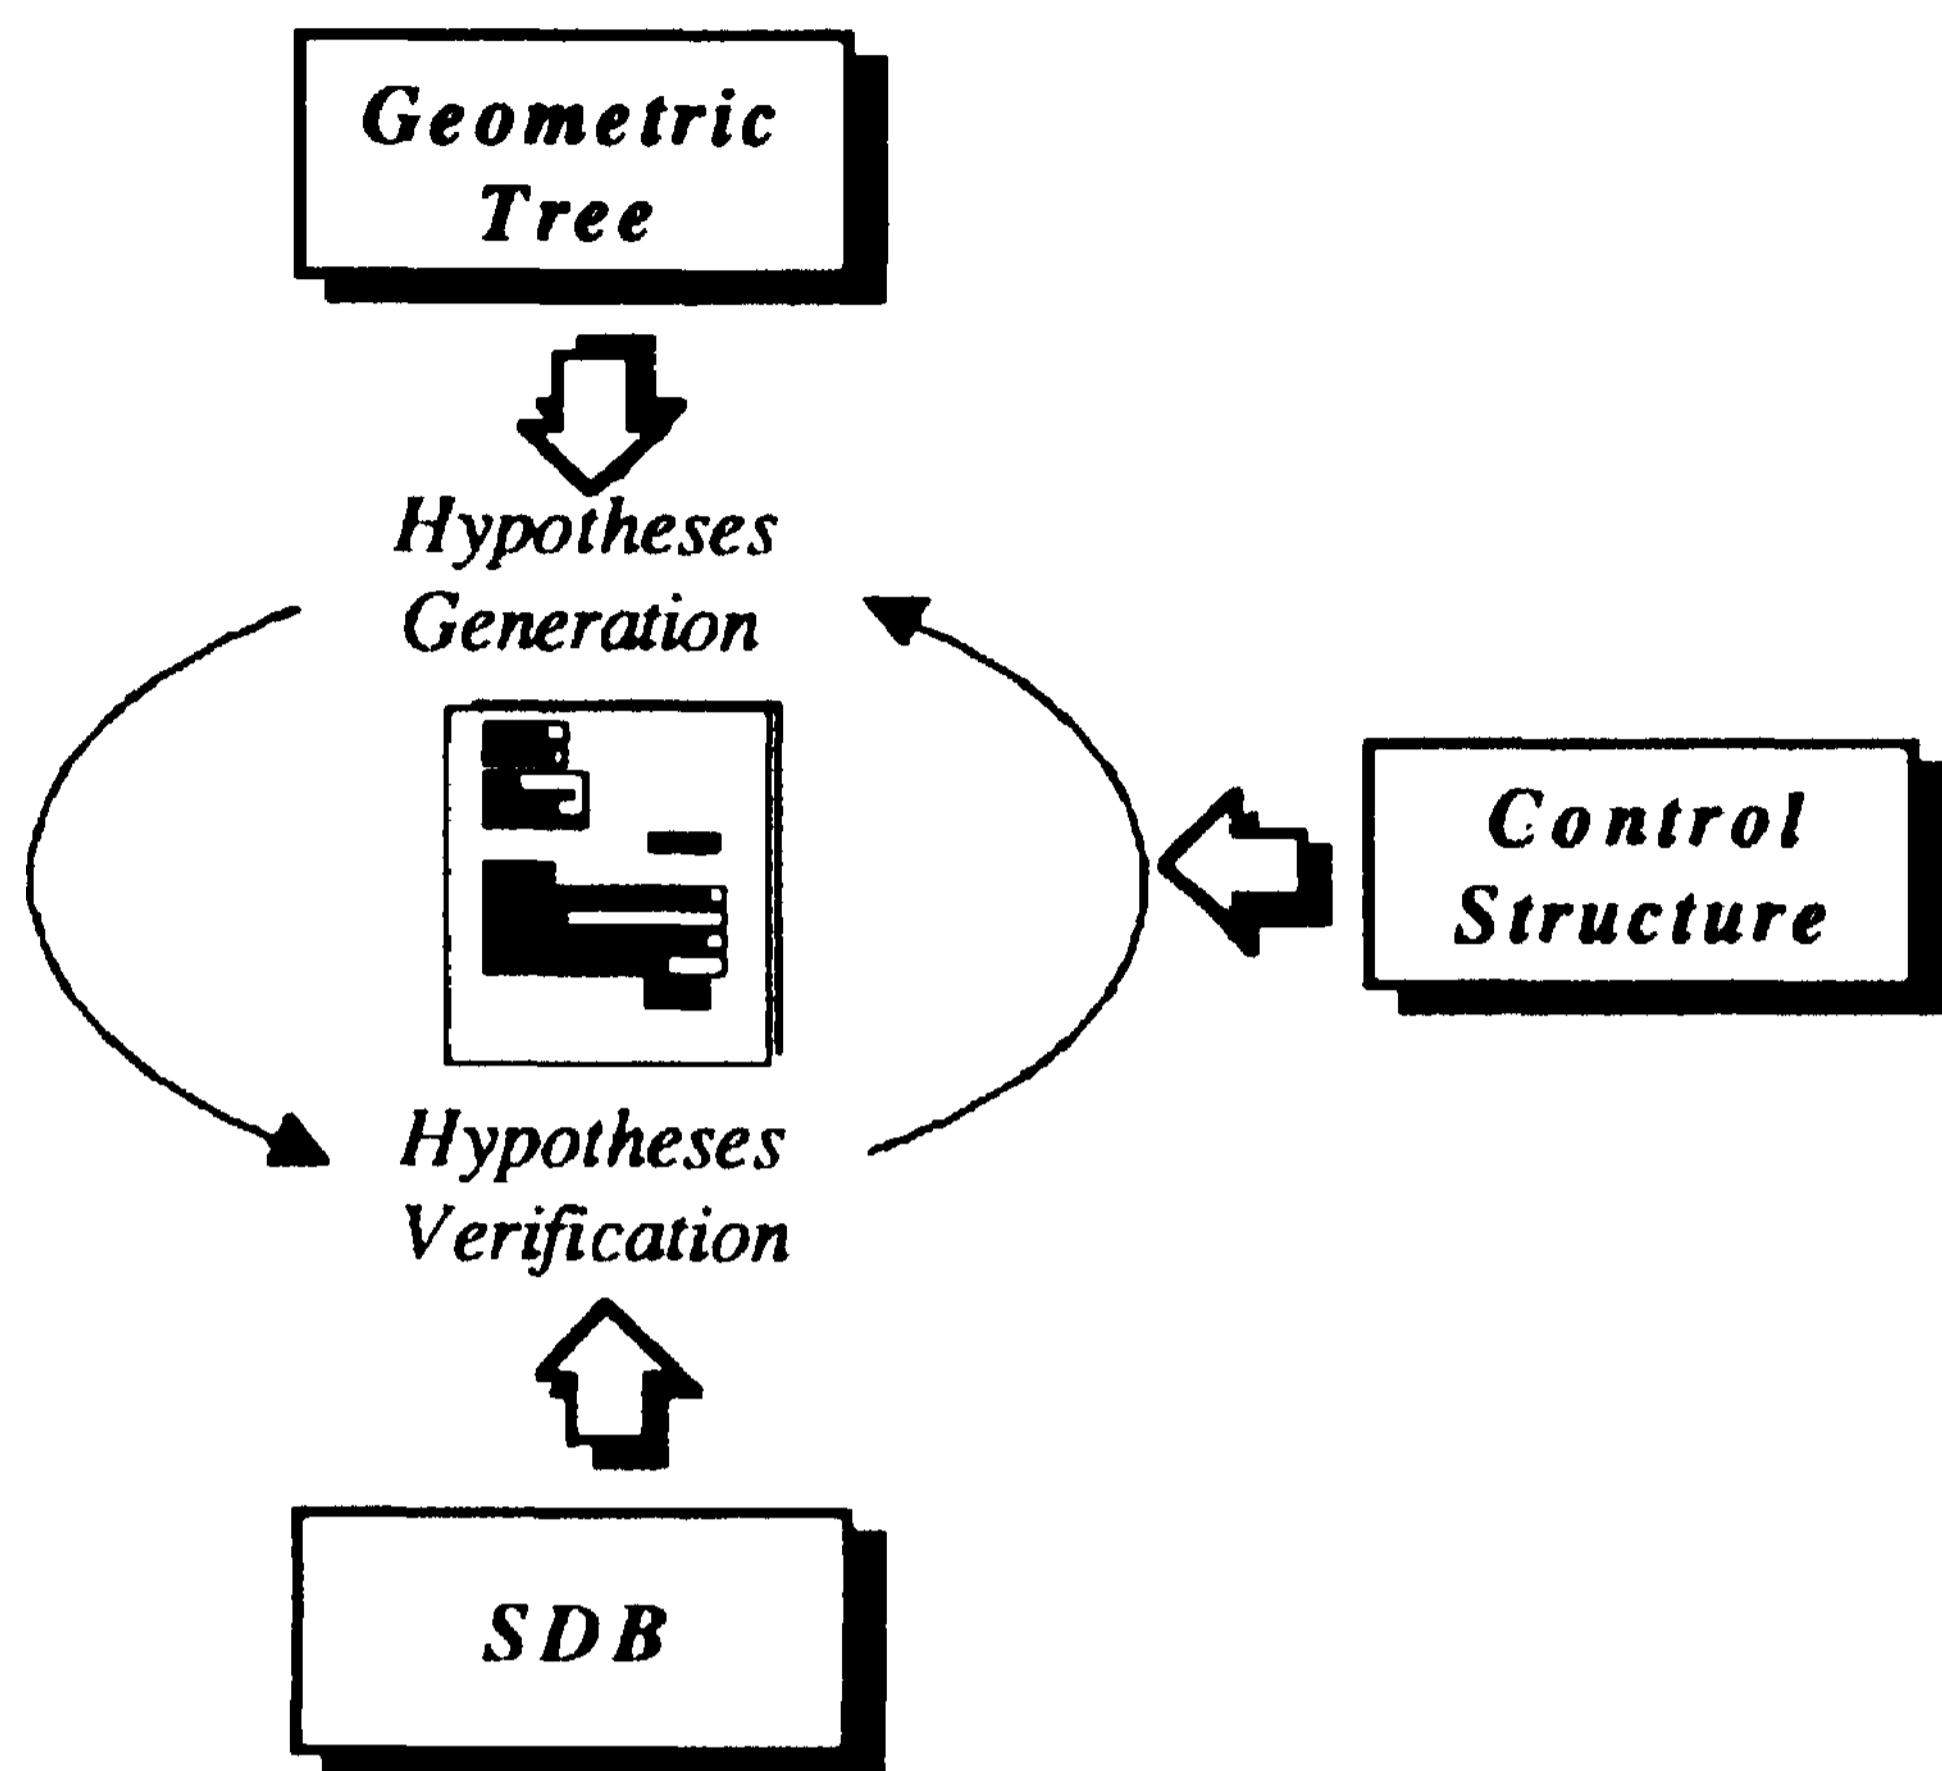 Geometric
Tree
Hypotheses
Generation
Control
Structure
Hypotheses
Verification
SDB